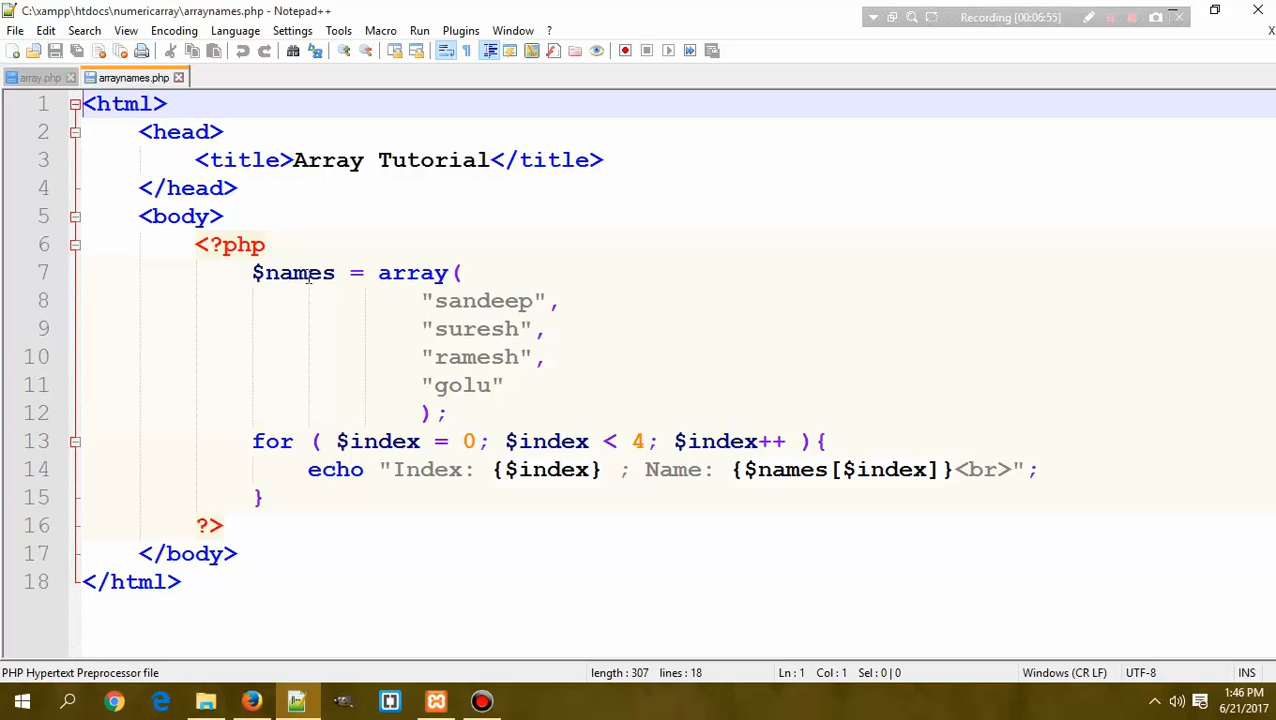 C:\xampp\htdocs\numericarray\arraynames.php - Notepad++
Recording [00:06:55]
File Edit Search View Encoding Language Settings Tools Macro Run Plugins Window ? X
array.php arraynames.php
1 <html>
2 <head>
3 <title>Array Tutorial</title>
4 </head>
5 <body>
6 <?php
7 $names = array(
8 "sandeep",
9 "suresh",
10 "ramesh",
11 "golu"
12 );
13 for ( $index = 0; $index < 4; $index++ ){
14 echo "Index: {$index} ; Name: {$names[$index]}<br>";
15 }
16 ?>
17 </body>
18 </html>
PHP Hypertext Preprocessor file length : 307 lines : 18 Ln : 1 Col : 1 Sel : 0 | 0 Windows (CR LF) UTF-8 INS
1:46 PM
6/21/2017